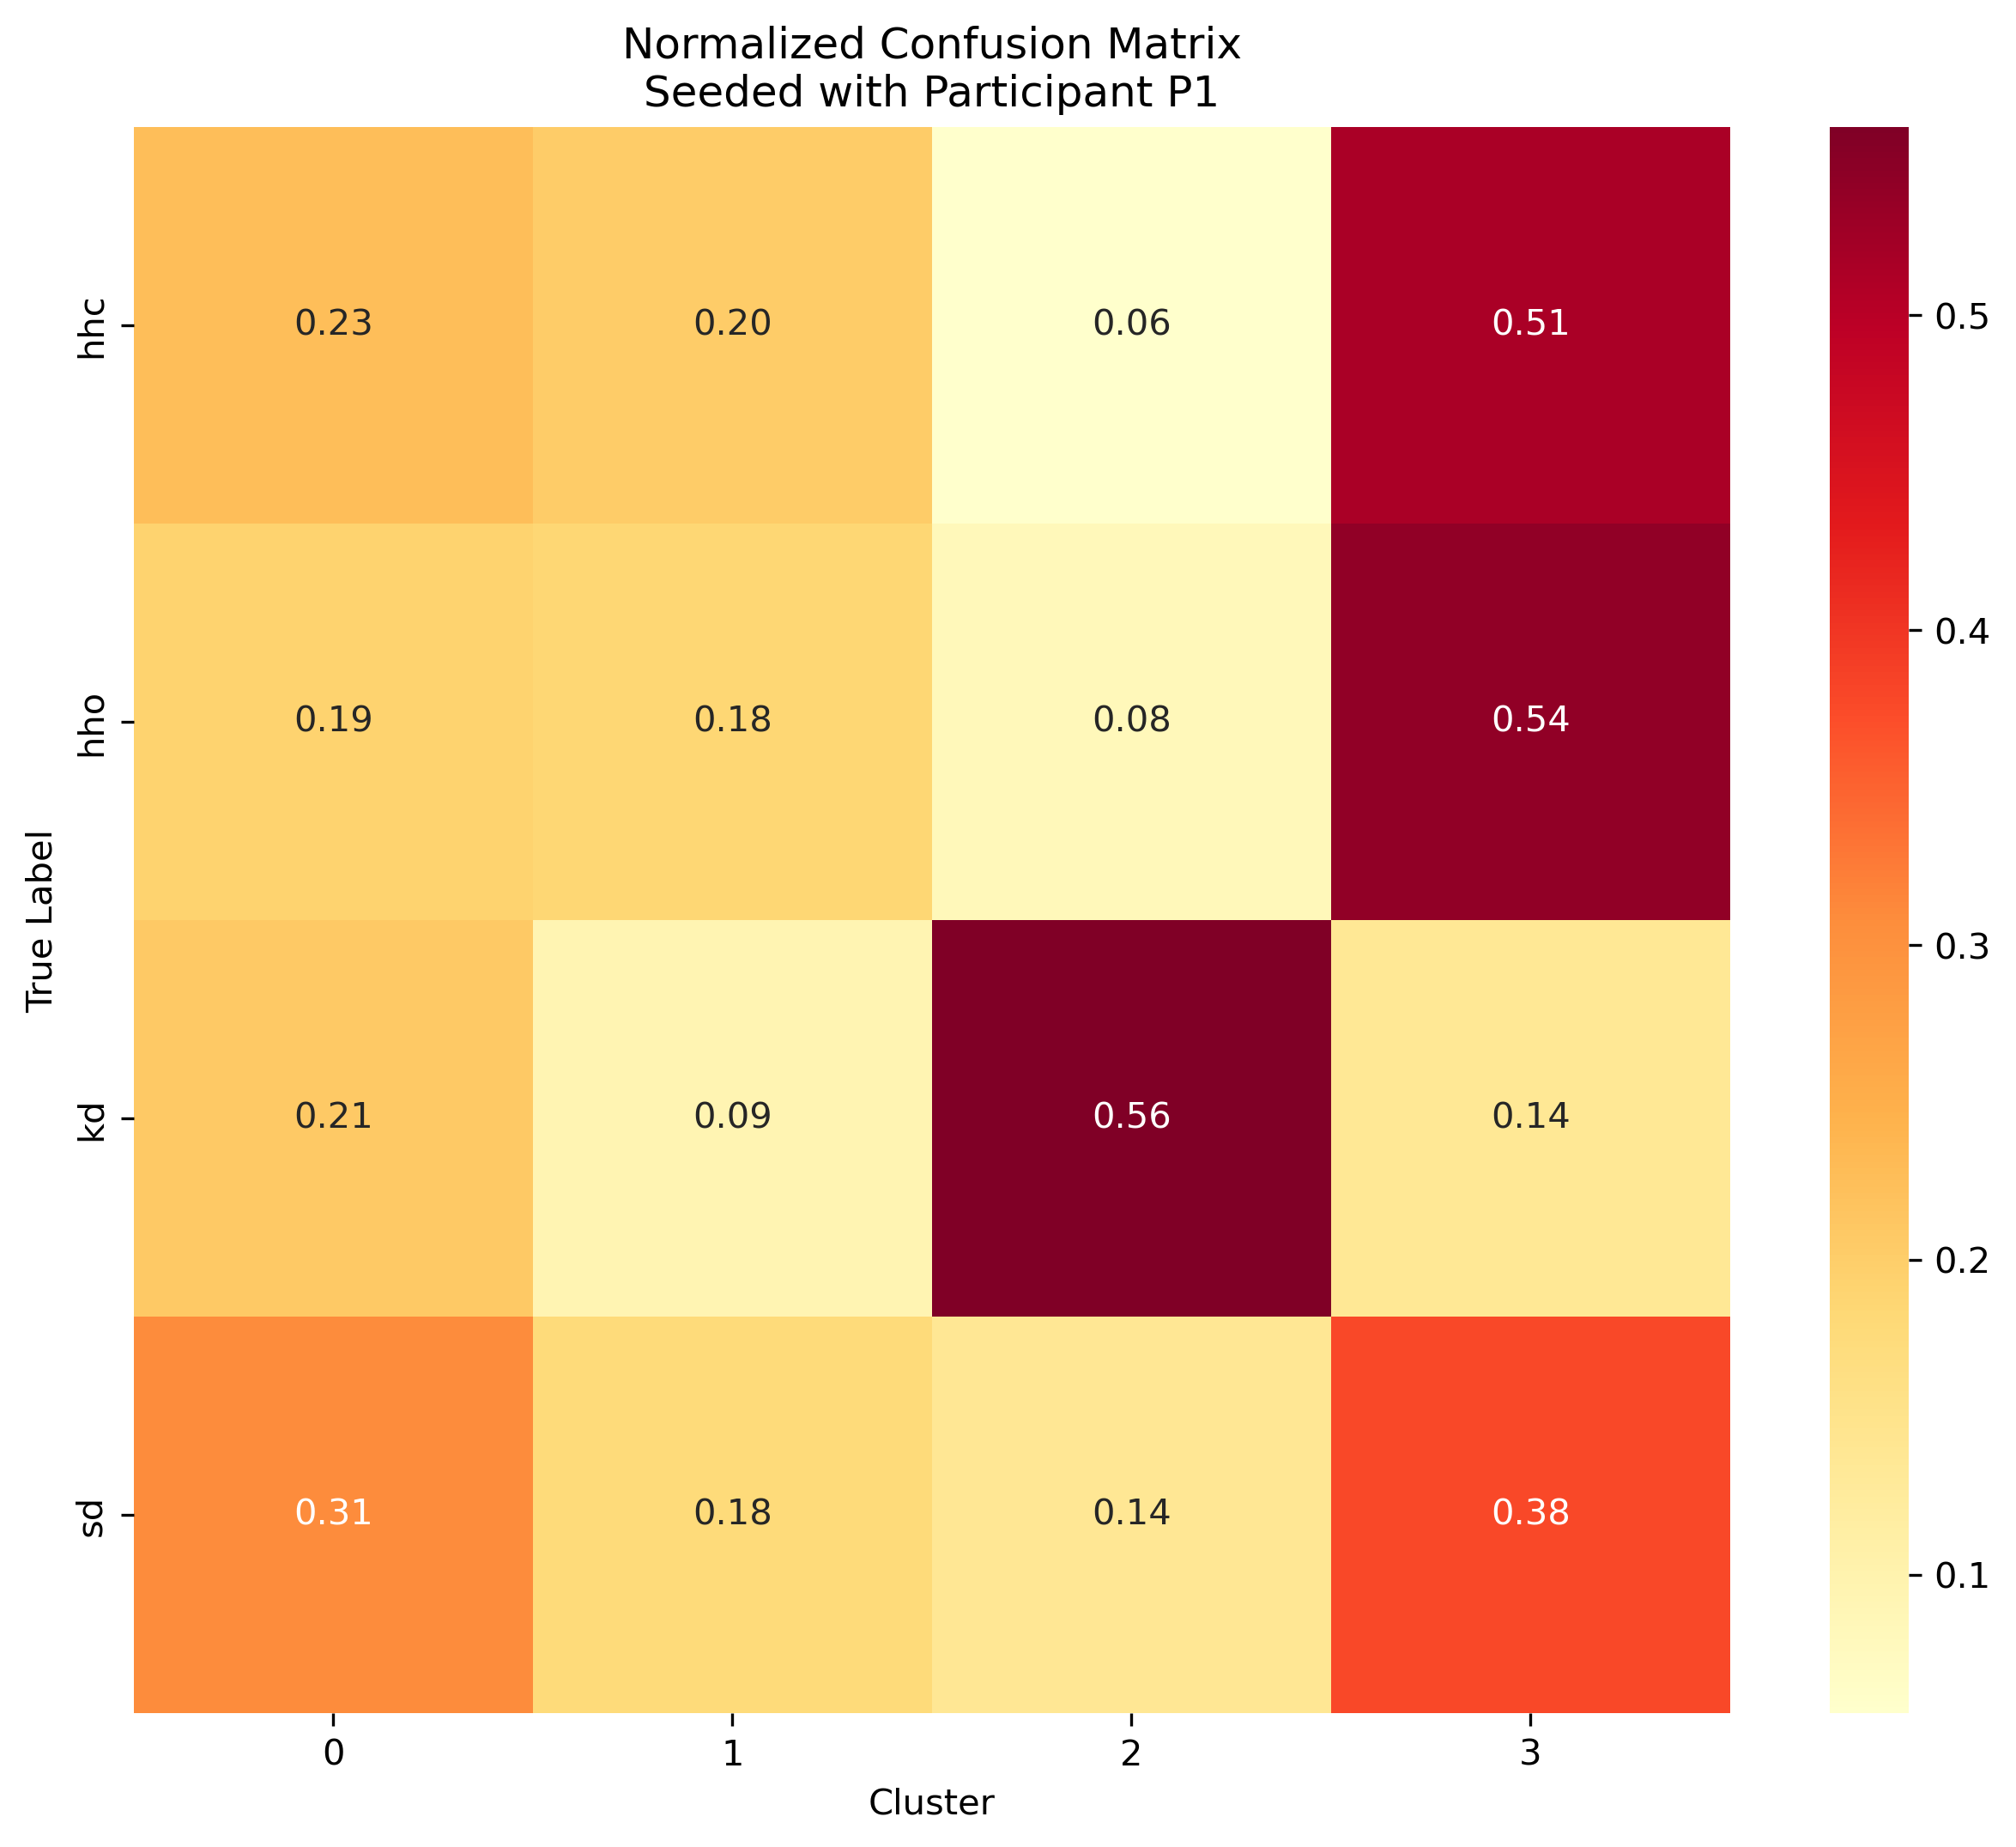 Normalized Confusion Matrix
Seeded with Participant P1
True Label
hhc
0.23 0.20 0.06 0.51
hho
0.19 0.18 0.08 0.54
kd
0.21 0.09 0.56 0.14
sd
0.31 0.18 0.14 0.38
0 1 2 3
Cluster
0.5
0.4
0.3
0.2
0.1